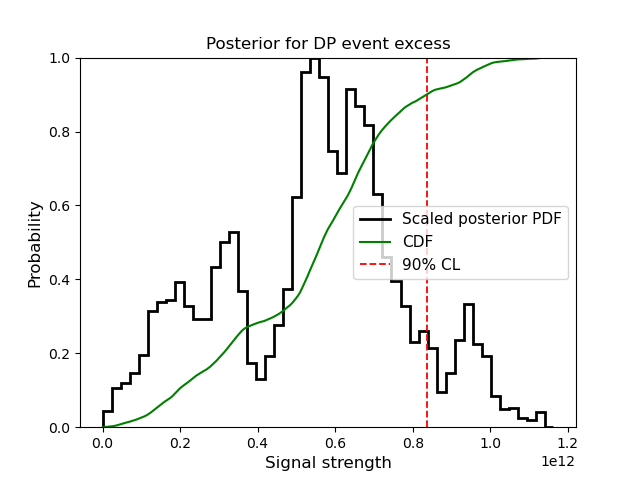 Posterior for DP event excess
1.0
0.8
0.6
0.4
0.2
0.0
Probability
Scaled posterior PDF
CDF
90% CL
0.0 0.2 0.4 0.6 0.8 1.0 1.2
1e12
Signal strength